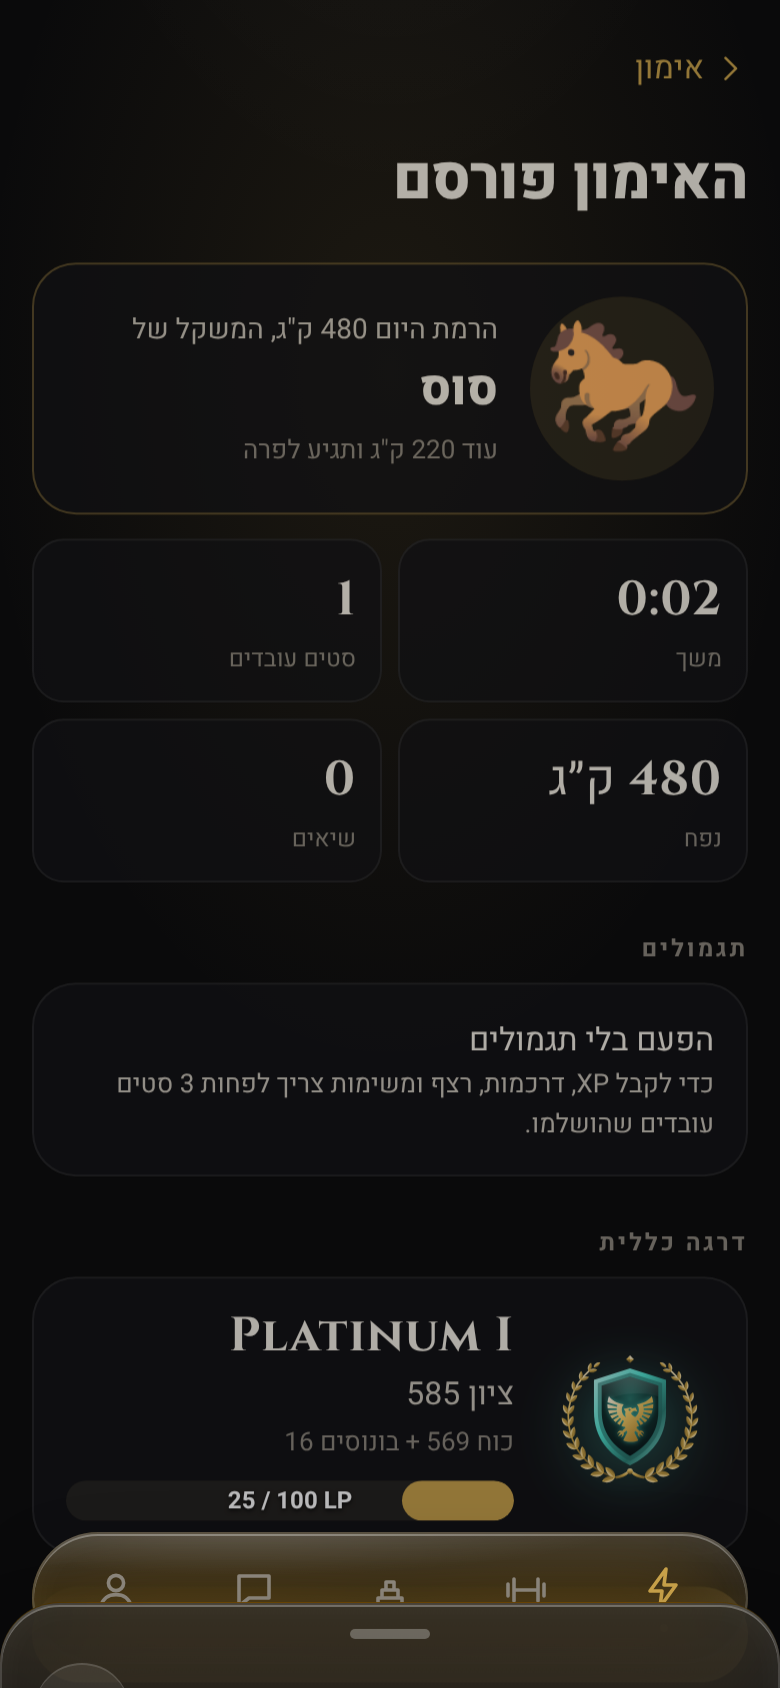 אימון
האימון פורסם
הרמת היום 480 ק"ג, המשקל של
סוס
עוד 220 ק"ג ותגיע לפרה
0:02
משך
1
סטים עובדים
480 ק"ג
נפח
0
שיאים
תגמולים
הפעם בלי תגמולים
כדי לקבל XP, דרכמות, רצף ומשימות צריך לפחות 3 סטים
עובדים שהושלמו.
דרגה כללית
PLATINUM I
ציון 585
כוח 569 + בונוסים 16
25 / 100 LP